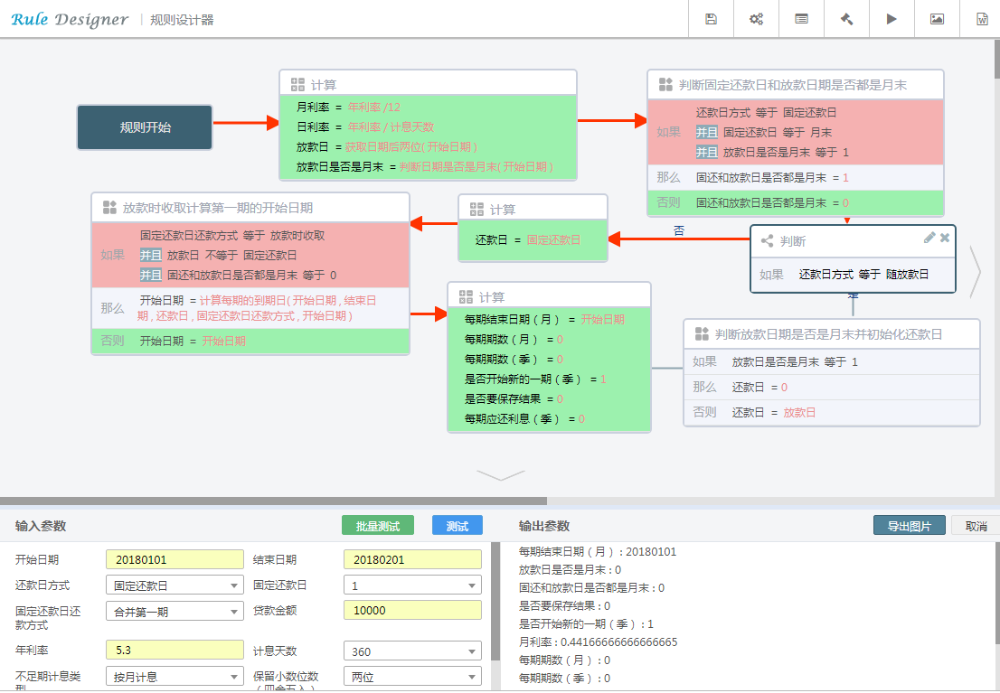 Rule Designer | 规则设计器
规则开始
计算
月利率 = 年利率 /12
日利率 = 年利率 / 计息天数
放款日 = 获取日期后两位( 开始日期 )
放款日是否是月末 = 判断日期是否是月末( 开始日期 )
判断固定还款日和放款日期是否都是月末
如果
还款日方式 等于 固定还款日
并且 固定还款日 等于 月末
并且 放款日是否是月末 等于 1
那么 固还和放款日是否都是月末 = 1
否则 固还和放款日是否都是月末 = 0
放款时收取计算第一期的开始日期
如果
固定还款日还款方式 等于 放款时收取
并且 放款日 不等于 固定还款日
并且 固还和放款日是否都是月末 等于 0
那么
开始日期 = 计算每期的到期日( 开始日期 , 结束日
期 , 还款日 , 固定还款日还款方式 , 开始日期 )
否则 开始日期 = 开始日期
计算
还款日 = 固定还款日
否
判断
如果 还款日方式 等于 随放款日
是
计算
每期结束日期（月） = 开始日期
每期期数（月） = 0
每期期数（季） = 0
是否开始新的一期（季） = 1
是否要保存结果 = 0
每期应还利息（季） = 0
判断放款日期是否是月末并初始化还款日
如果 放款日是否是月末 等于 1
那么 还款日 = 0
否则 还款日 = 放款日
输入参数 批量测试 测试
开始日期 20180101 结束日期 20180201
还款日方式 固定还款日 固定还款日 1
固定还款日还
款方式
合并第一期 贷款金额 10000
年利率 5.3 计息天数 360
不足期计息类
型
按月计息 保留小数位数
（四舍五入）
两位
输出参数 导出图片 取消
每期结束日期（月）: 20180101
放款日是否是月末 : 0
固还和放款日是否都是月末 : 0
是否要保存结果 : 0
是否开始新的一期（季）: 1
月利率 : 0.44166666666666665
每期期数（月）: 0
每期期数（季）: 0